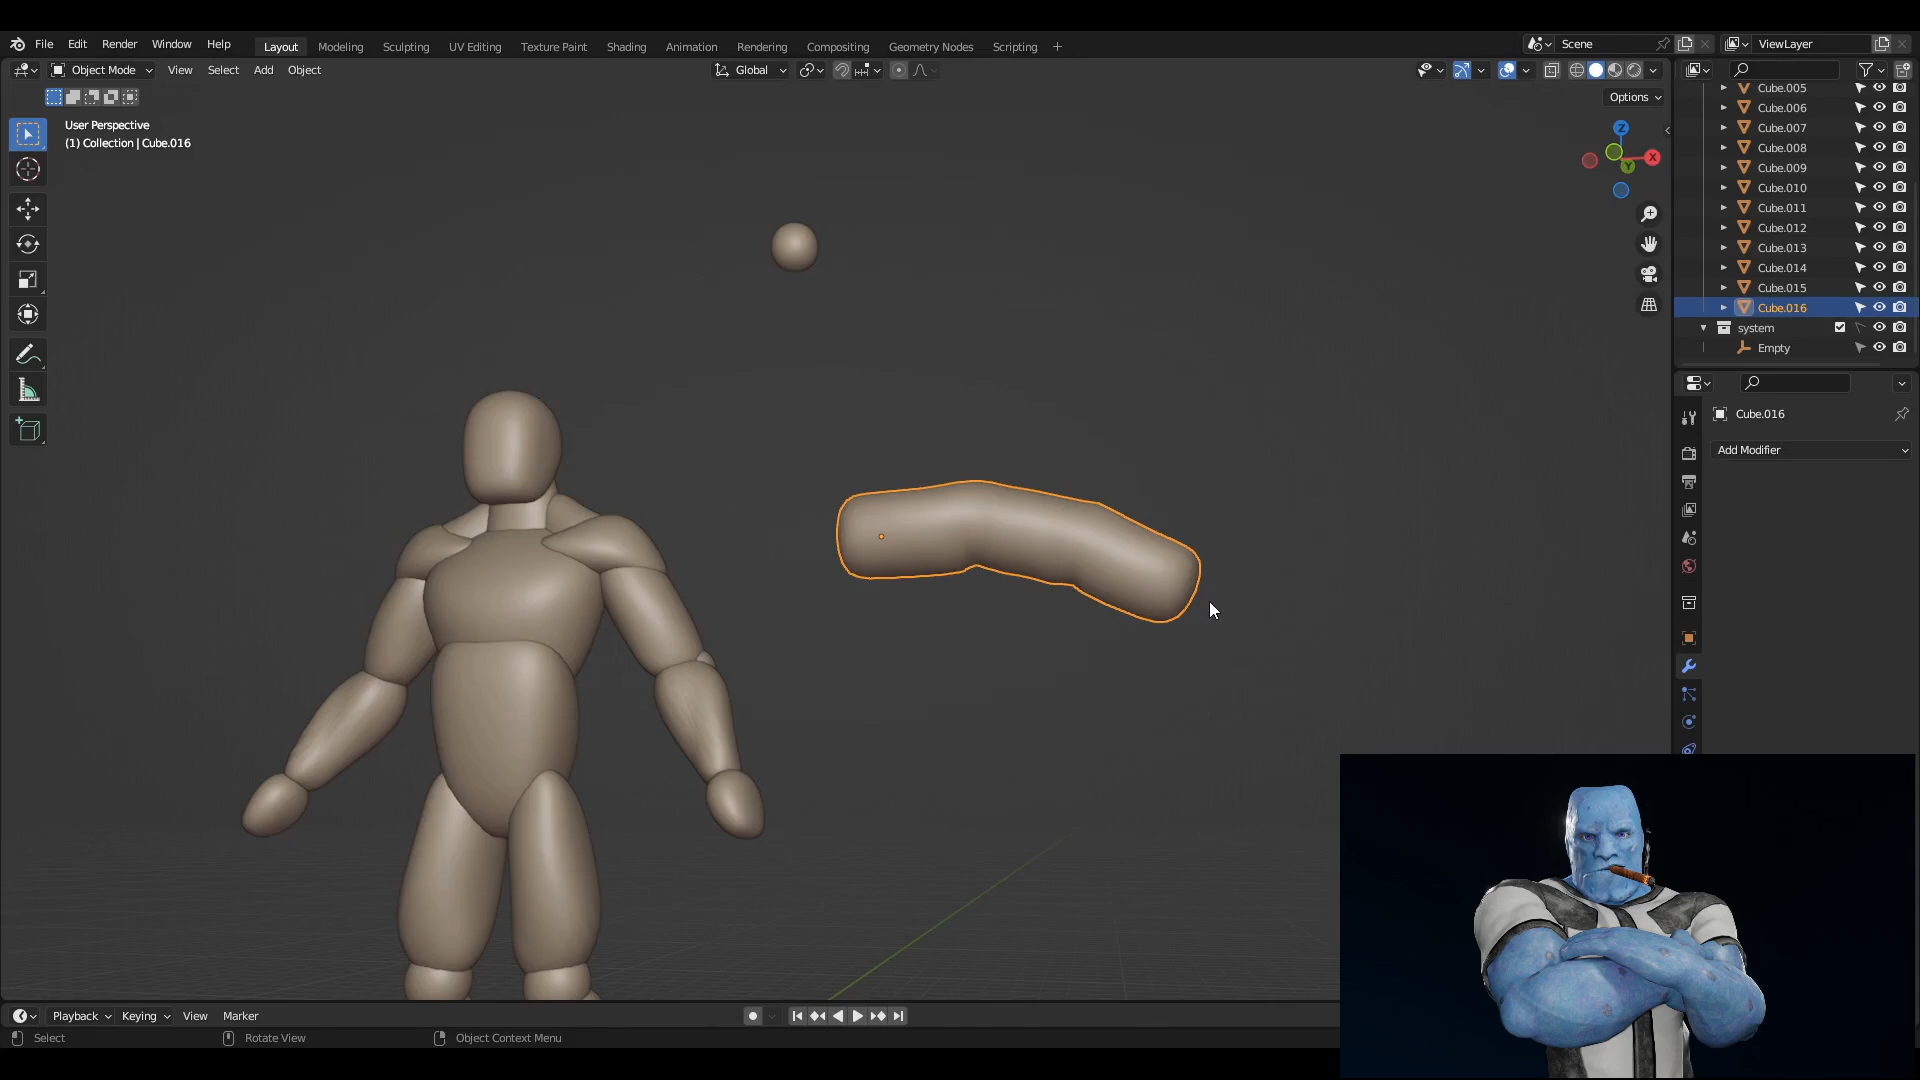 File Edit Render Window Help Layout Modeling Sculpting UV Editing Texture Paint Shading Animation Rendering Compositing Geometry Nodes Scripting + Scene ViewLayer
Object Mode View Select Add Object Global
Options
User Perspective
(1) Collection | Cube.016
Z
X
Y
Cube.005
Cube.006
Cube.007
Cube.008
Cube.009
Cube.010
Cube.011
Cube.012
Cube.013
Cube.014
Cube.015
Cube.016
system
Empty
Cube.016
Add Modifier
Playback Keying View Marker
Select Rotate View Object Context Menu